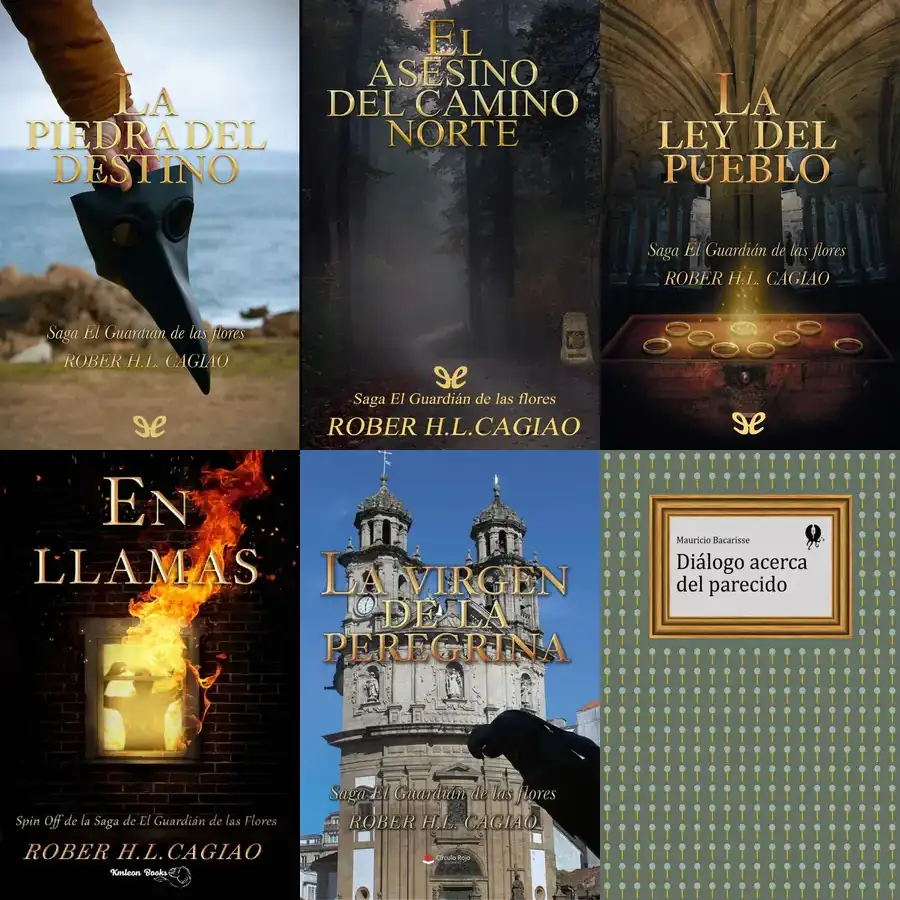 LA
PIEDRA DEL
DESTINO
Saga El Guardián de las flores
ROBER H.L. CAGIAO
EL
ASESINO
DEL CAMINO
NORTE
Saga El Guardián de las flores
ROBER H.L.CAGIAO
LA
LEY DEL
PUEBLO
Saga El Guardián de las flores
ROBER H.L. CAGIAO
EN
LLAMAS
Spin Off de la Saga de El Guardián de las Flores
ROBER H.L.CAGIAO
Kmleon Books
LA VIRGEN
DE LA
PEREGRINA
Saga El Guardián de las flores
ROBER H.L. CAGIAO
Círculo Rojo
Mauricio Bacarisse
Diálogo acerca
del parecido